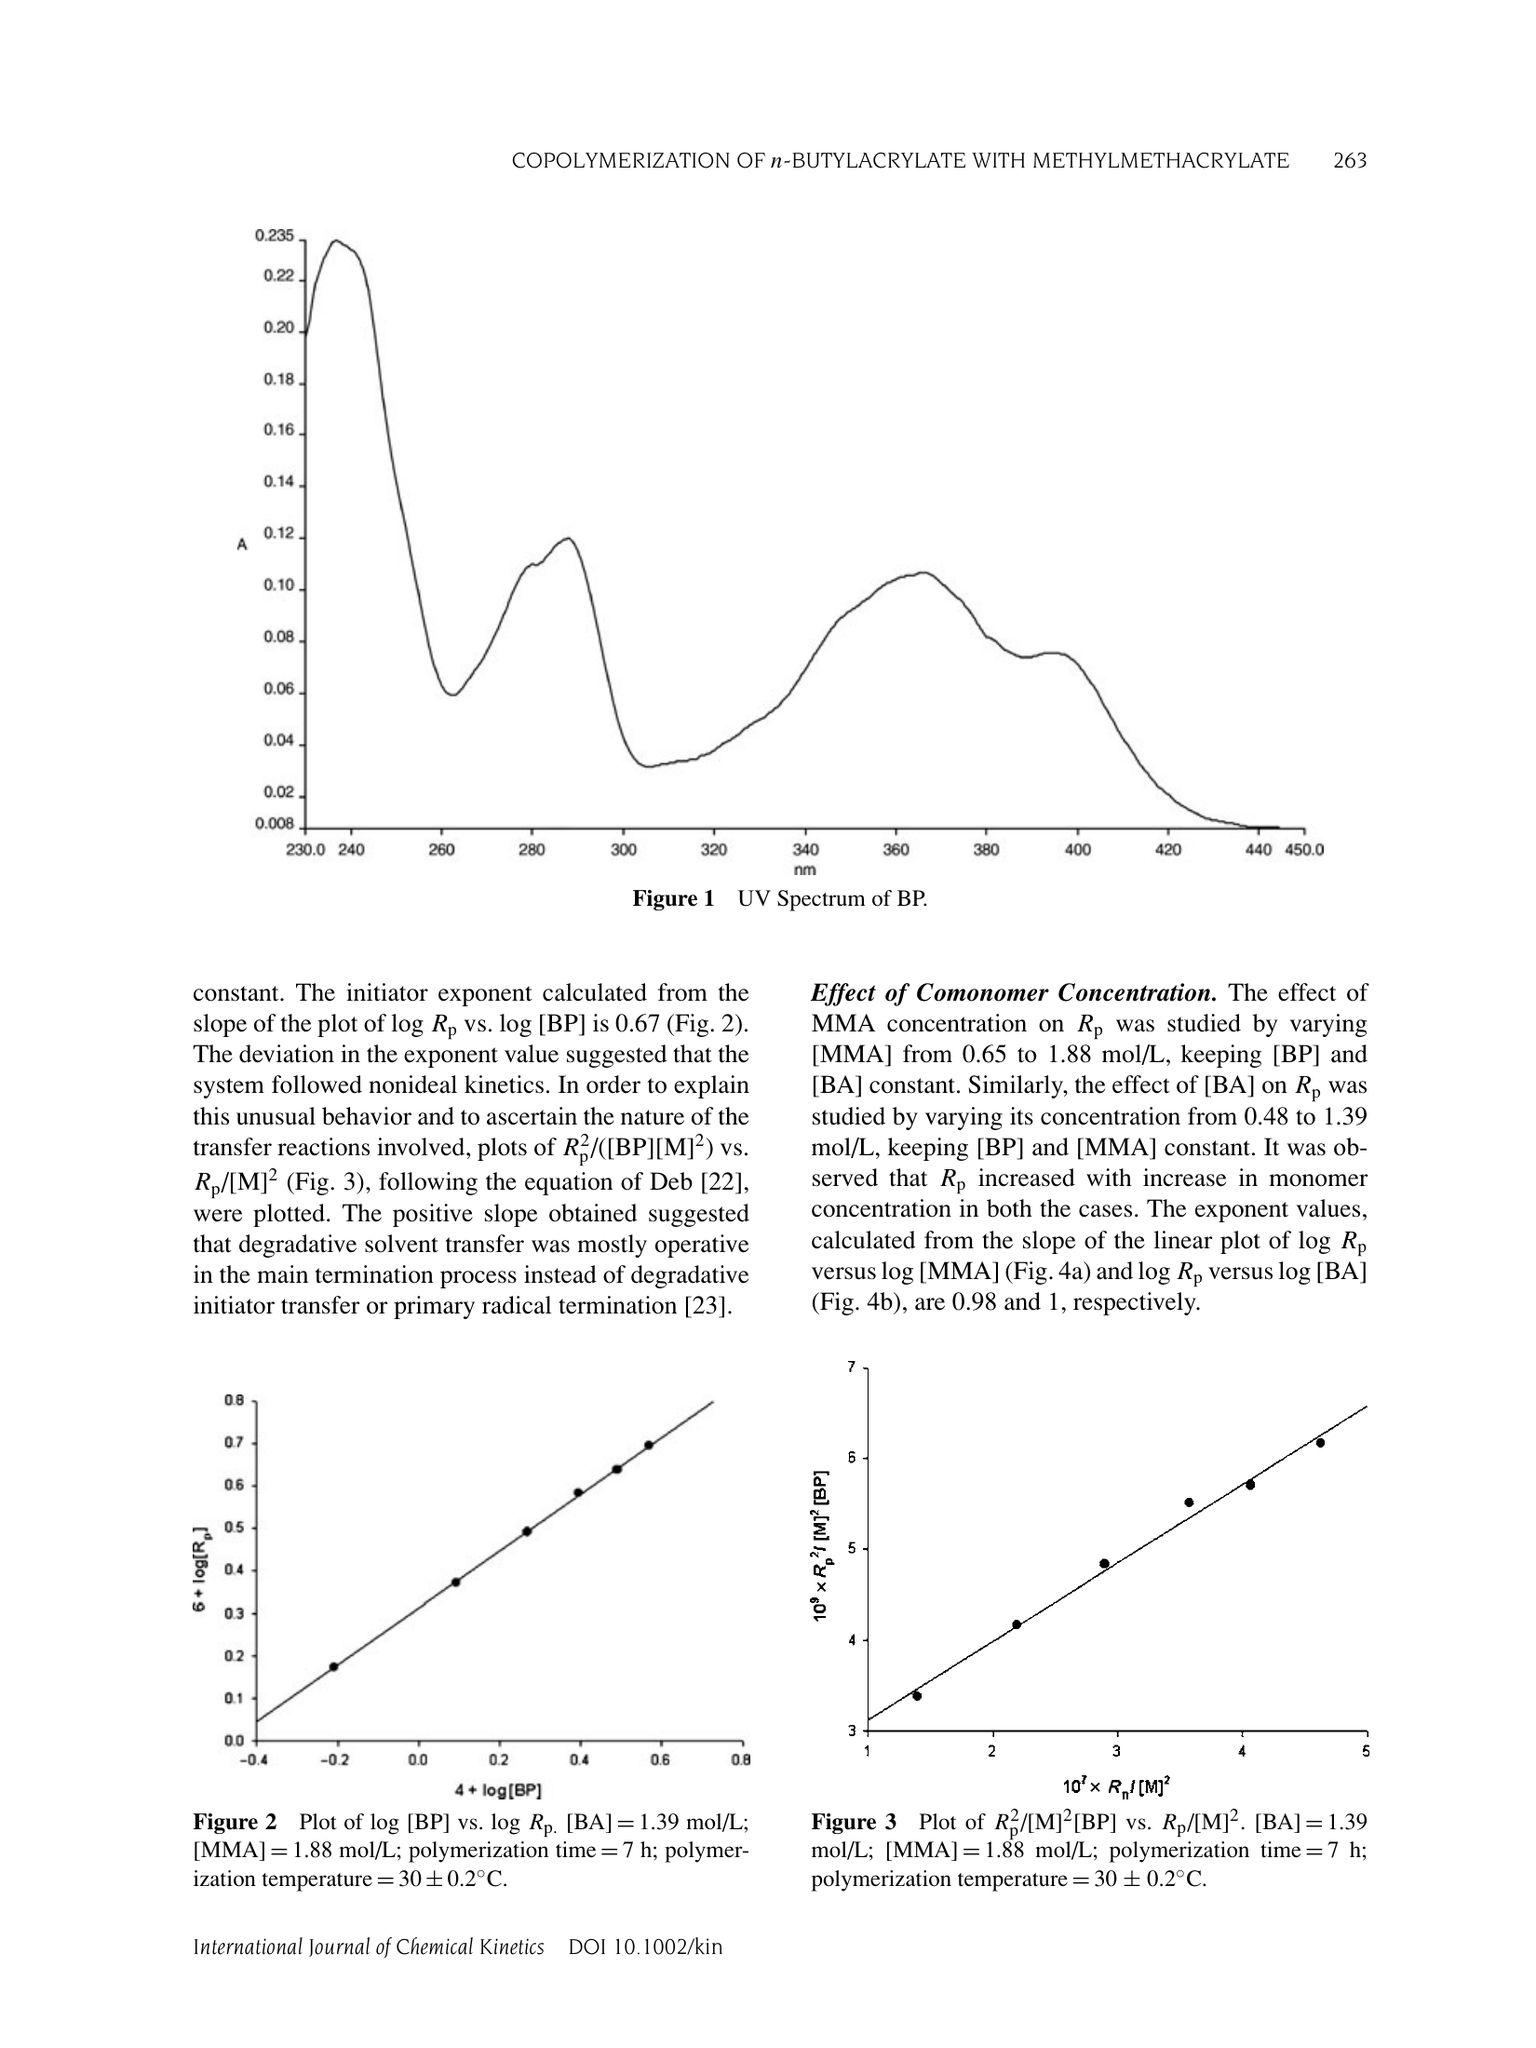 COPOLYMERIZATION OF n-BUTYLACRYLATE WITH METHYLMETHACRYLATE 263
0.235
0.22
0.20
0.18
0.16
0.14
A
0.12
0.10
0.08
0.06
0.04
0.02
0.008
230.0 240 260 280 300 320 340 360 380 400 420 440 450.0
nm
Figure 1 UV Spectrum of BP.
constant. The initiator exponent calculated from the
slope of the plot of log Rp vs. log [BP] is 0.67 (Fig. 2).
The deviation in the exponent value suggested that the
system followed nonideal kinetics. In order to explain
this unusual behavior and to ascertain the nature of the
transfer reactions involved, plots of Rp²/([BP][M]²) vs.
Rp/[M]² (Fig. 3), following the equation of Deb [22],
were plotted. The positive slope obtained suggested
that degradative solvent transfer was mostly operative
in the main termination process instead of degradative
initiator transfer or primary radical termination [23].
Effect of Comonomer Concentration. The effect of
MMA concentration on Rp was studied by varying
[MMA] from 0.65 to 1.88 mol/L, keeping [BP] and
[BA] constant. Similarly, the effect of [BA] on Rp was
studied by varying its concentration from 0.48 to 1.39
mol/L, keeping [BP] and [MMA] constant. It was ob-
served that Rp increased with increase in monomer
concentration in both the cases. The exponent values,
calculated from the slope of the linear plot of log Rp
versus log [MMA] (Fig. 4a) and log Rp versus log [BA]
(Fig. 4b), are 0.98 and 1, respectively.
0.8
0.7
0.6
0.5
0.4
0.3
0.2
0.1
0.0
6 + log[Rp]
-0.4 -0.2 0.0 0.2 0.4 0.6 0.8
4 + log[BP]
Figure 2 Plot of log [BP] vs. log Rp. [BA] = 1.39 mol/L;
[MMA] = 1.88 mol/L; polymerization time = 7 h; polymer-
ization temperature = 30 ± 0.2°C.
7
6
5
4
3
10⁹ × Rp²/ [M]² [BP]
1 2 3 4 5
10⁷ × Rn/ [M]²
Figure 3 Plot of Rp²/[M]²[BP] vs. Rp/[M]². [BA] = 1.39
mol/L; [MMA] = 1.88 mol/L; polymerization time = 7 h;
polymerization temperature = 30 ± 0.2°C.
International Journal of Chemical Kinetics DOI 10.1002/kin